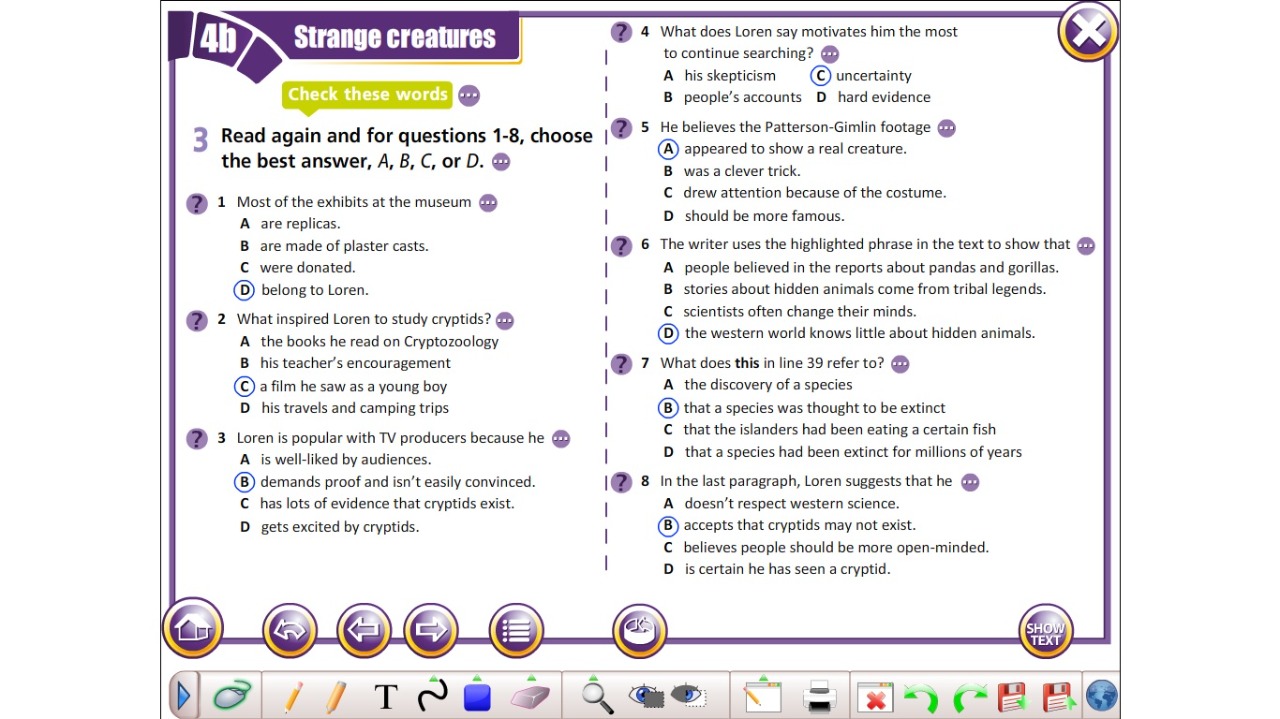 4b Strange creatures
Check these words
3 Read again and for questions 1-8, choose
the best answer, A, B, C, or D.
? 1 Most of the exhibits at the museum
A are replicas.
B are made of plaster casts.
C were donated.
D belong to Loren.
? 2 What inspired Loren to study cryptids?
A the books he read on Cryptozoology
B his teacher's encouragement
C a film he saw as a young boy
D his travels and camping trips
? 3 Loren is popular with TV producers because he
A is well-liked by audiences.
B demands proof and isn't easily convinced.
C has lots of evidence that cryptids exist.
D gets excited by cryptids.
? 4 What does Loren say motivates him the most
to continue searching?
A his skepticism C uncertainty
B people's accounts D hard evidence
? 5 He believes the Patterson-Gimlin footage
A appeared to show a real creature.
B was a clever trick.
C drew attention because of the costume.
D should be more famous.
? 6 The writer uses the highlighted phrase in the text to show that
A people believed in the reports about pandas and gorillas.
B stories about hidden animals come from tribal legends.
C scientists often change their minds.
D the western world knows little about hidden animals.
? 7 What does this in line 39 refer to?
A the discovery of a species
B that a species was thought to be extinct
C that the islanders had been eating a certain fish
D that a species had been extinct for millions of years
? 8 In the last paragraph, Loren suggests that he
A doesn't respect western science.
B accepts that cryptids may not exist.
C believes people should be more open-minded.
D is certain he has seen a cryptid.
SHOW
TEXT
T